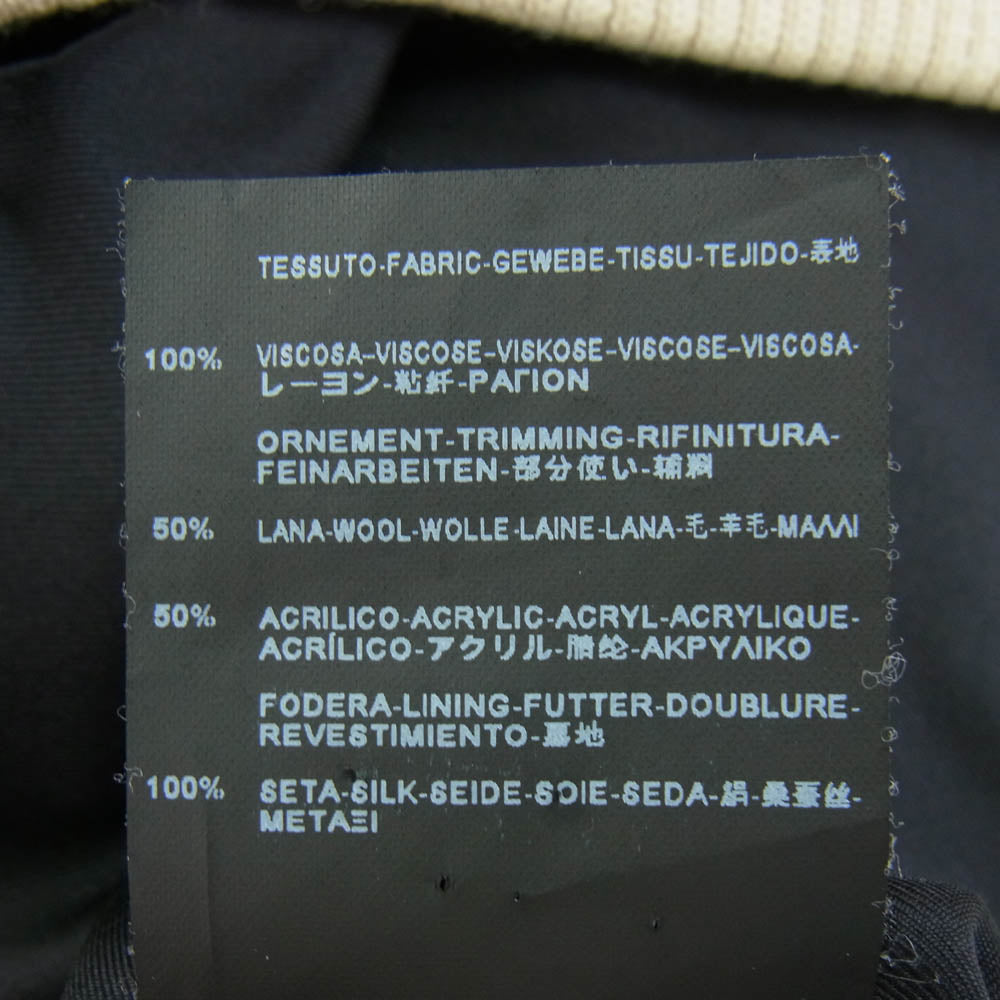 TESSUTO-FABRIC-GEWEBE-TISSU-TEJIDO-表地
100% VISCOSA-VISCOSE-VISKOSE-VISCOSE-VISCOSA-
レーヨン-粘纤-ΡΑΓΙΟΝ
ORNEMENT-TRIMMING-RIFINITURA-
FEINARBEITEN-部分使い-辅料
50% LANA-WOOL-WOLLE-LAINE-LANA-毛-羊毛-ΜΑΛΛΙ
50% ACRILICO-ACRYLIC-ACRYL-ACRYLIQUE-
ACRÍLICO-アクリル-腈纶-ΑΚΡΥΛΙΚΟ
FODERA-LINING-FUTTER-DOUBLURE-
REVESTIMIENTO-裏地
100% SETA-SILK-SEIDE-SOIE-SEDA-絹-桑蚕丝-
ΜΕΤΑΞΙ